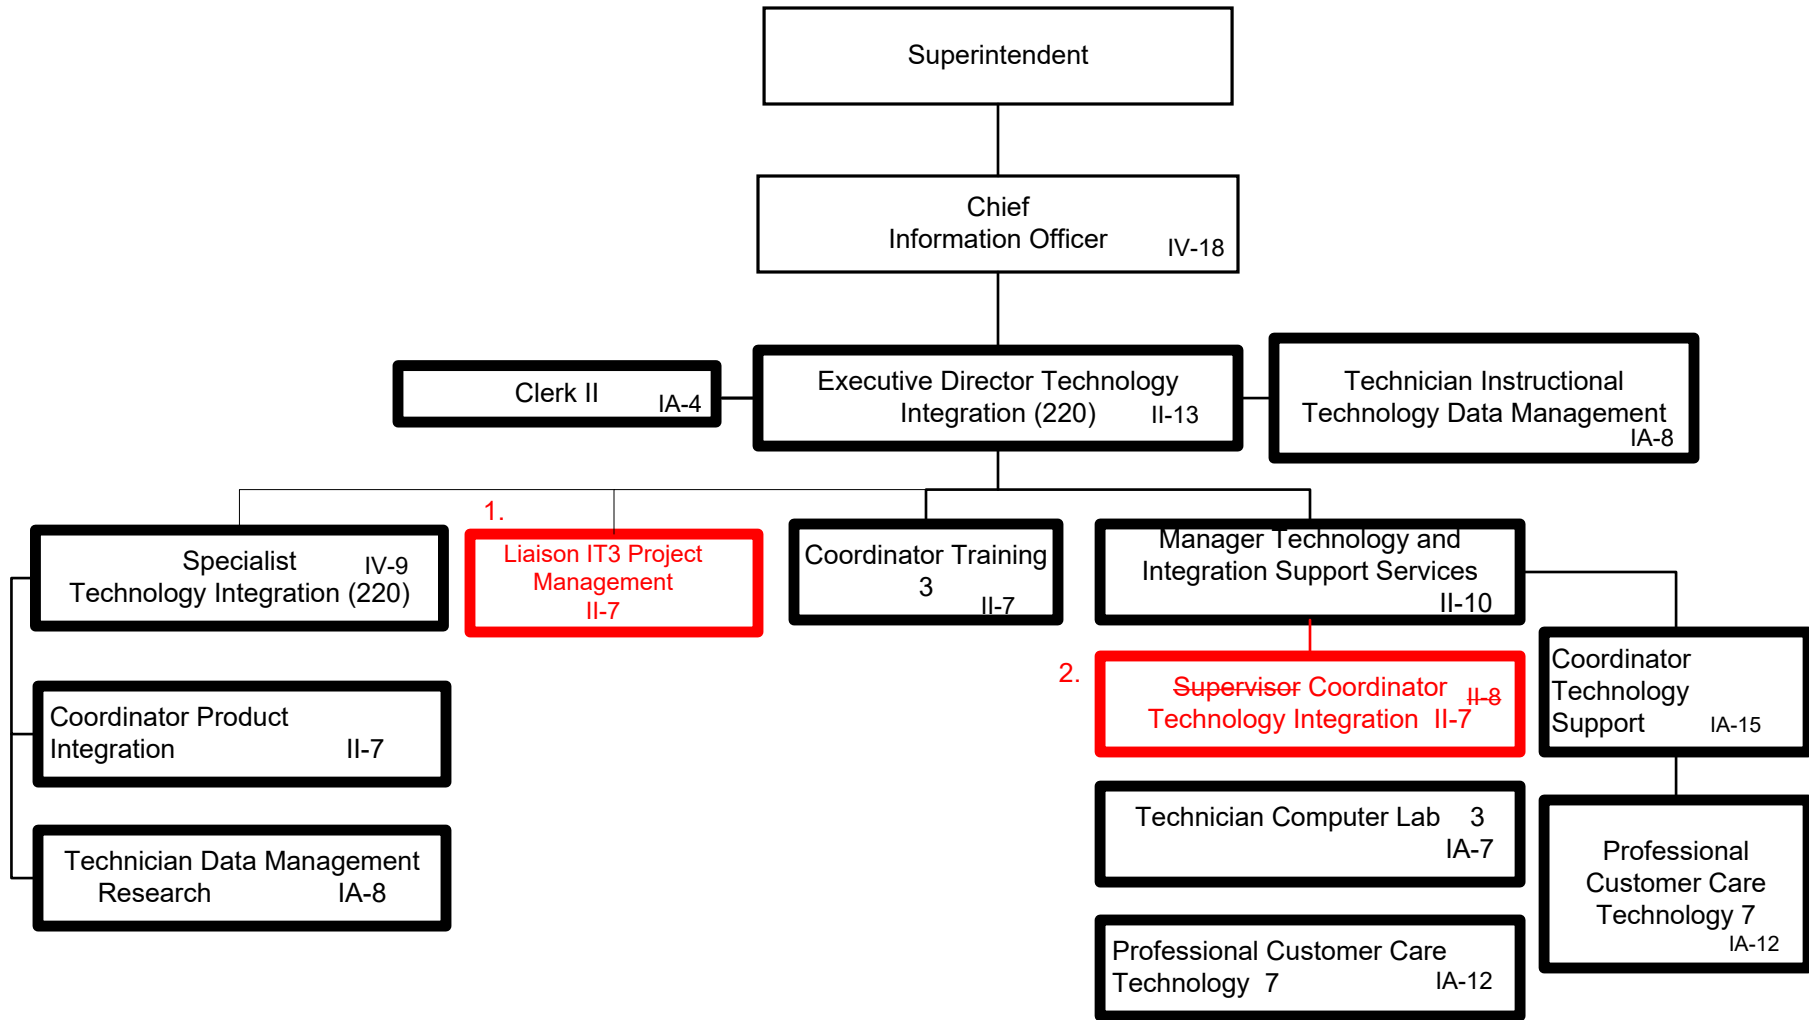 Superintendent
Chief
Information Officer IV-18
Clerk II IA-4
Executive Director Technology
Integration (220) II-13
Technician Instructional
Technology Data Management
IA-8
Specialist IV-9
Technology Integration (220)
1.
Liaison IT3 Project
Management
II-7
Coordinator Training
3
II-7
Manager Technology and
Integration Support Services
II-10
2.
Supervisor Coordinator II-8
Technology Integration II-7
Coordinator
Technology
Support IA-15
Coordinator Product
Integration II-7
Technician Computer Lab 3
IA-7
Professional
Customer Care
Technology 7
IA-12
Technician Data Management
Research IA-8
Professional Customer Care
Technology 7 IA-12